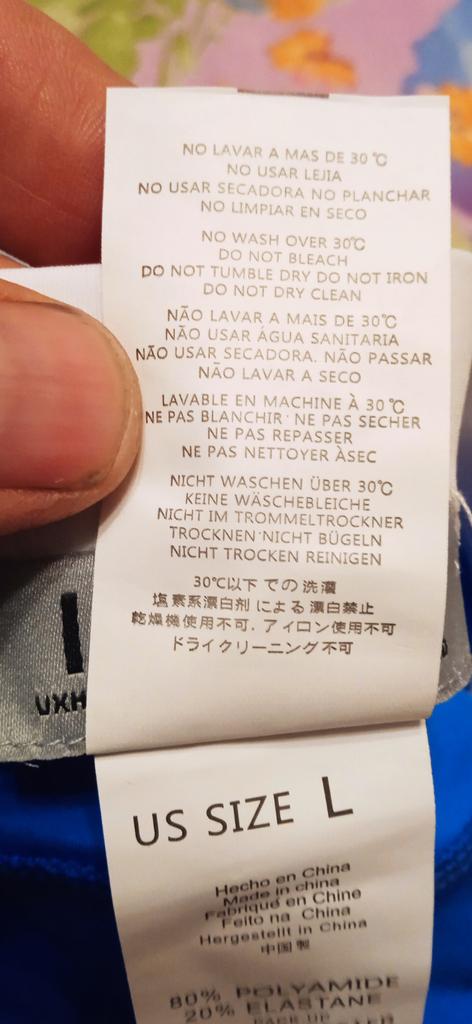 NO LAVAR A MAS DE 30℃
NO USAR LEJIA
NO USAR SECADORA NO PLANCHAR
NO LIMPIAR EN SECO
NO WASH OVER 30℃
DO NOT BLEACH
DO NOT TUMBLE DRY DO NOT IRON
DO NOT DRY CLEAN
NÃO LAVAR A MAIS DE 30℃
NÃO USAR ÁGUA SANITARIA
NÃO USAR SECADORA. NÃO PASSAR
NÃO LAVAR A SECO
LAVABLE EN MACHINE À 30℃
NE PAS BLANCHIR· NE PAS SECHER
NE PAS REPASSER
NE PAS NETTOYER ÀSEC
NICHT WASCHEN ÜBER 30℃
KEINE WÄSCHEBLEICHE
NICHT IM TROMMELTROCKNER
TROCKNEN·NICHT BÜGELN
NICHT TROCKEN REINIGEN
30℃以下での洗濯
塩素系漂白剤による漂白禁止
乾燥機使用不可. アイロン使用不可
ドライクリーニング不可
UXH
US SIZE L
Hecho en China
Made in china
Fabriqué en Chine
Feito na China
Hergestellt in China
中国製
80% POLYAMIDE
20% ELASTANE